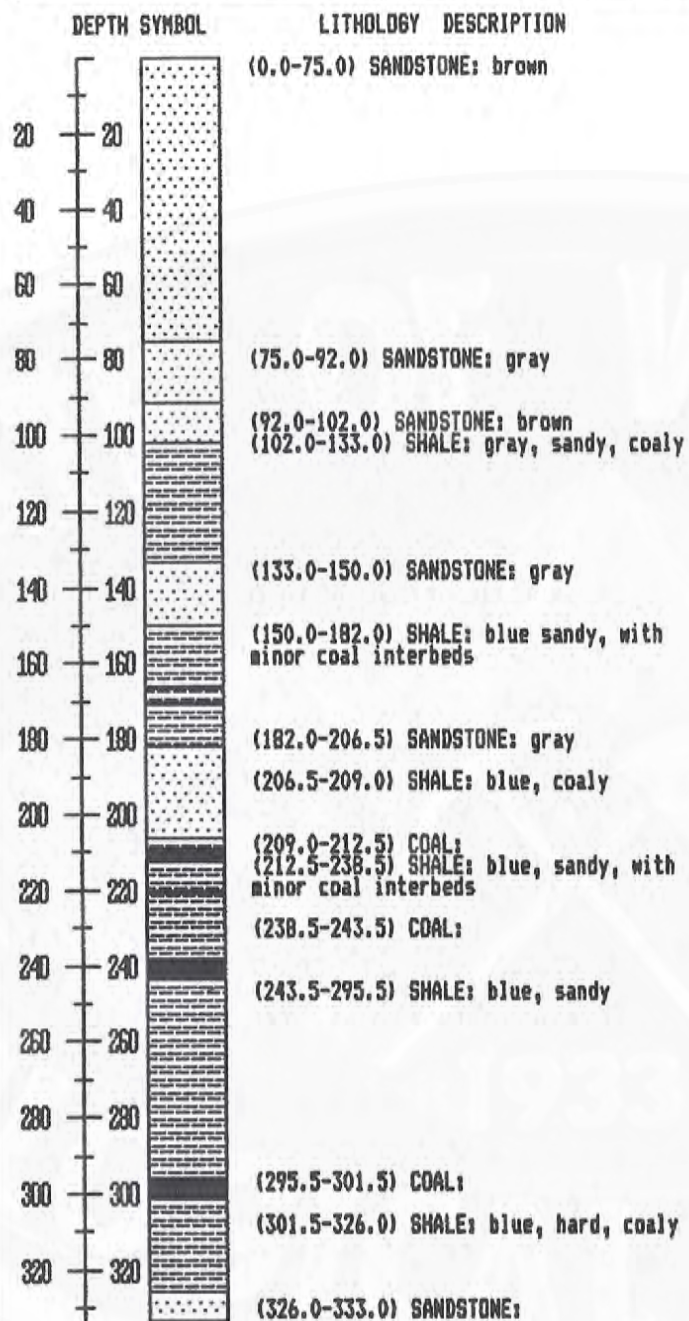 DEPTH SYMBOL LITHOLOGY DESCRIPTION
(0.0-75.0) SANDSTONE: brown
20 20
40 40
60 60
80 80 (75.0-92.0) SANDSTONE: gray
(92.0-102.0) SANDSTONE: brown
100 100 (102.0-133.0) SHALE: gray, sandy, coaly
120 120
140 140 (133.0-150.0) SANDSTONE: gray
(150.0-182.0) SHALE: blue sandy, with
160 160 minor coal interbeds
180 180 (182.0-206.5) SANDSTONE: gray
(206.5-209.0) SHALE: blue, coaly
200 200
(209.0-212.5) COAL:
(212.5-238.5) SHALE: blue, sandy, with
220 220 minor coal interbeds
(238.5-243.5) COAL:
240 240
(243.5-295.5) SHALE: blue, sandy
260 260
280 280
300 300 (295.5-301.5) COAL:
(301.5-326.0) SHALE: blue, hard, coaly
320 320
(326.0-333.0) SANDSTONE:
1933